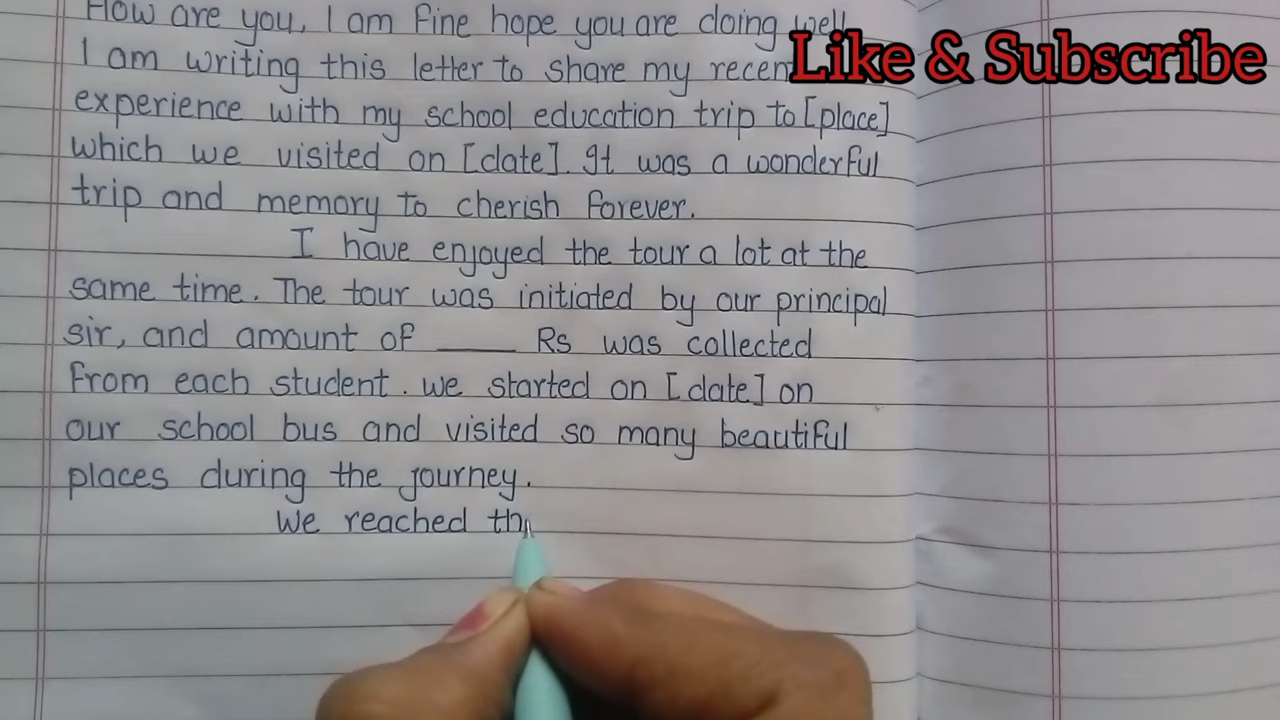 How are you, I am fine hope you are doing well
Like & Subscribe
I am writing this letter to share my recent
experience with my school education trip to [place]
which we visited on [date]. It was a wonderful
trip and memory to cherish forever.
I have enjoyed the tour a lot at the
same time. The tour was initiated by our principal
sir, and amount of ____ Rs was collected
from each student. we started on [date] on
our school bus and visited so many beautiful
places during the journey.
We reached th